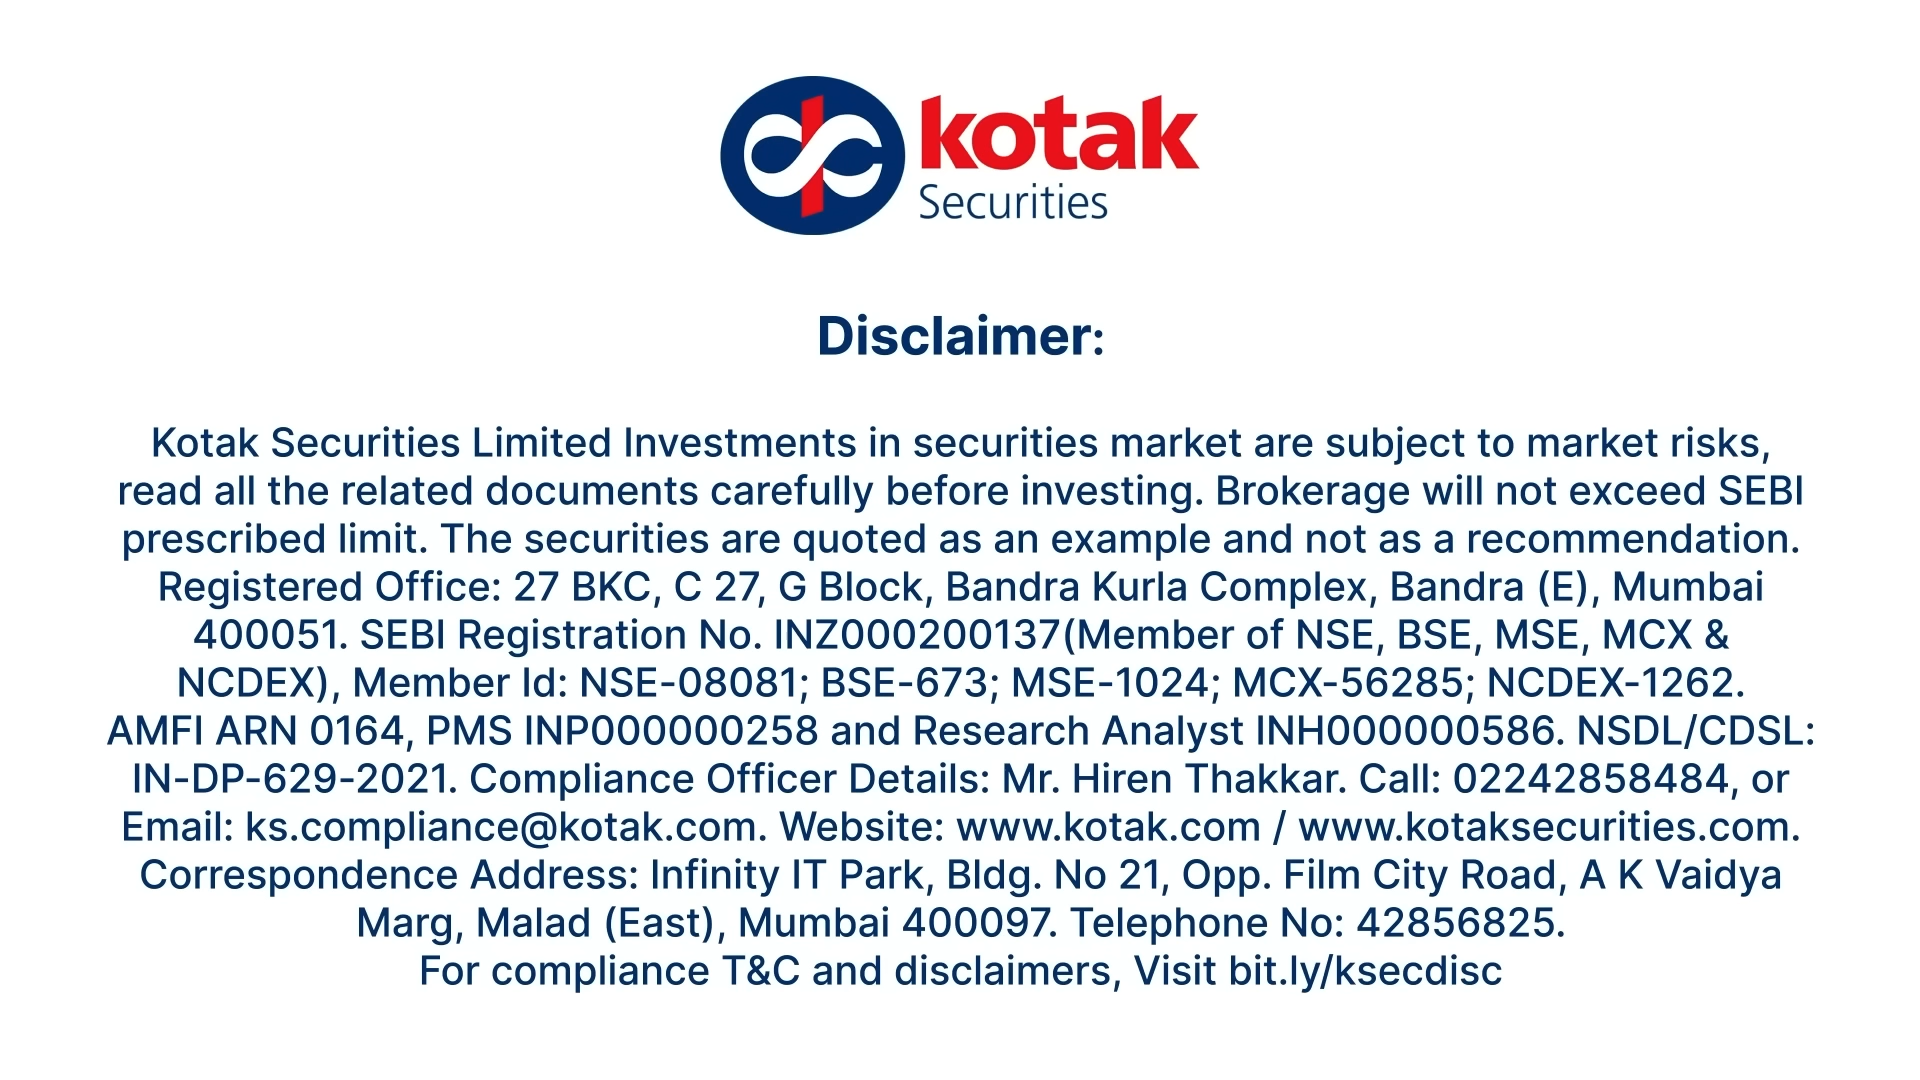 kotak
Securities
Disclaimer:
Kotak Securities Limited Investments in securities market are subject to market risks,
read all the related documents carefully before investing. Brokerage will not exceed SEBI
prescribed limit. The securities are quoted as an example and not as a recommendation.
Registered Office: 27 BKC, C 27, G Block, Bandra Kurla Complex, Bandra (E), Mumbai
400051. SEBI Registration No. INZ000200137(Member of NSE, BSE, MSE, MCX &
NCDEX), Member Id: NSE-08081; BSE-673; MSE-1024; MCX-56285; NCDEX-1262.
AMFI ARN 0164, PMS INP000000258 and Research Analyst INH000000586. NSDL/CDSL:
IN-DP-629-2021. Compliance Officer Details: Mr. Hiren Thakkar. Call: 02242858484, or
Email: ks.compliance@kotak.com. Website: www.kotak.com / www.kotaksecurities.com.
Correspondence Address: Infinity IT Park, Bldg. No 21, Opp. Film City Road, A K Vaidya
Marg, Malad (East), Mumbai 400097. Telephone No: 42856825.
For compliance T&C and disclaimers, Visit bit.ly/ksecdisc